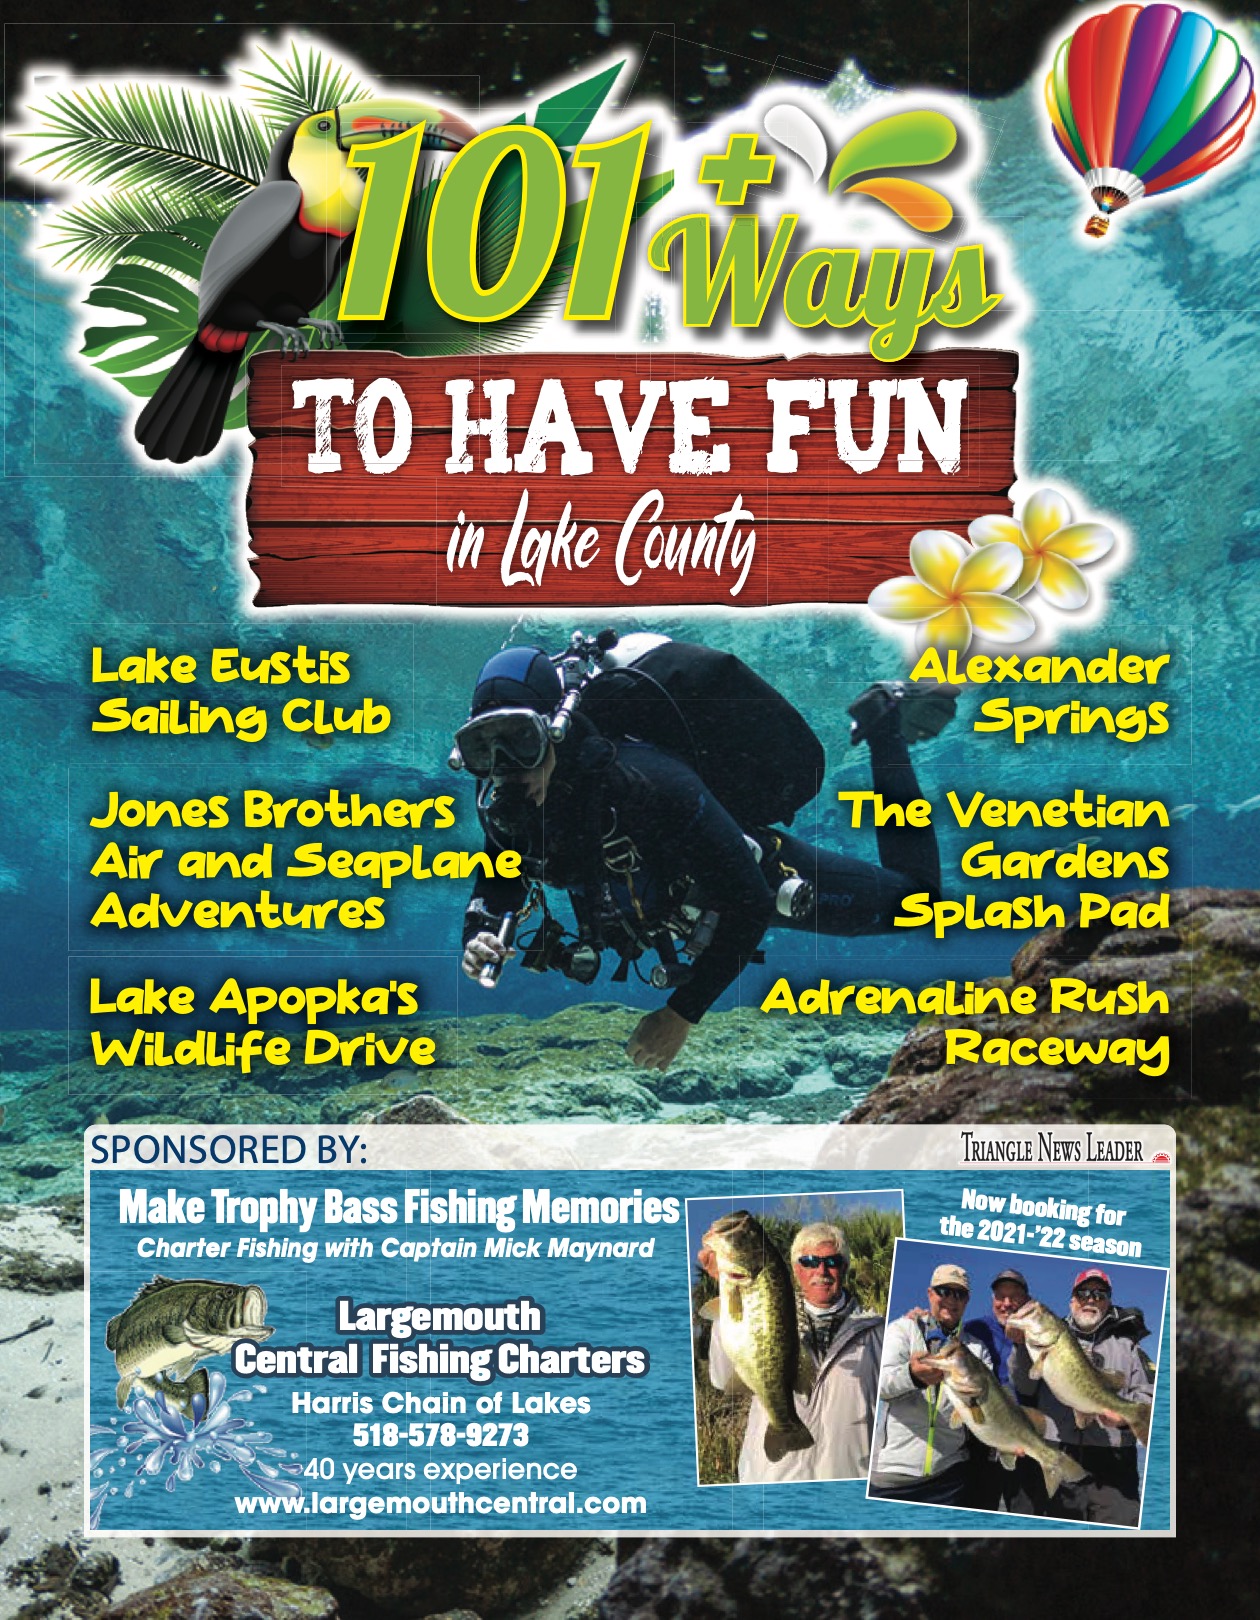 101+
Ways
TO HAVE FUN
in Lake County
Lake Eustis
Sailing Club
Jones Brothers
Air and Seaplane
Adventures
Lake Apopka's
Wildlife Drive
Alexander
Springs
The Venetian
Gardens
Splash Pad
Adrenaline Rush
Raceway
SPONSORED BY:
TRIANGLE NEWS LEADER
Make Trophy Bass Fishing Memories
Charter Fishing with Captain Mick Maynard
Largemouth
Central Fishing Charters
Harris Chain of Lakes
518-578-9273
40 years experience
www.largemouthcentral.com
Now booking for
the 2021-'22 season